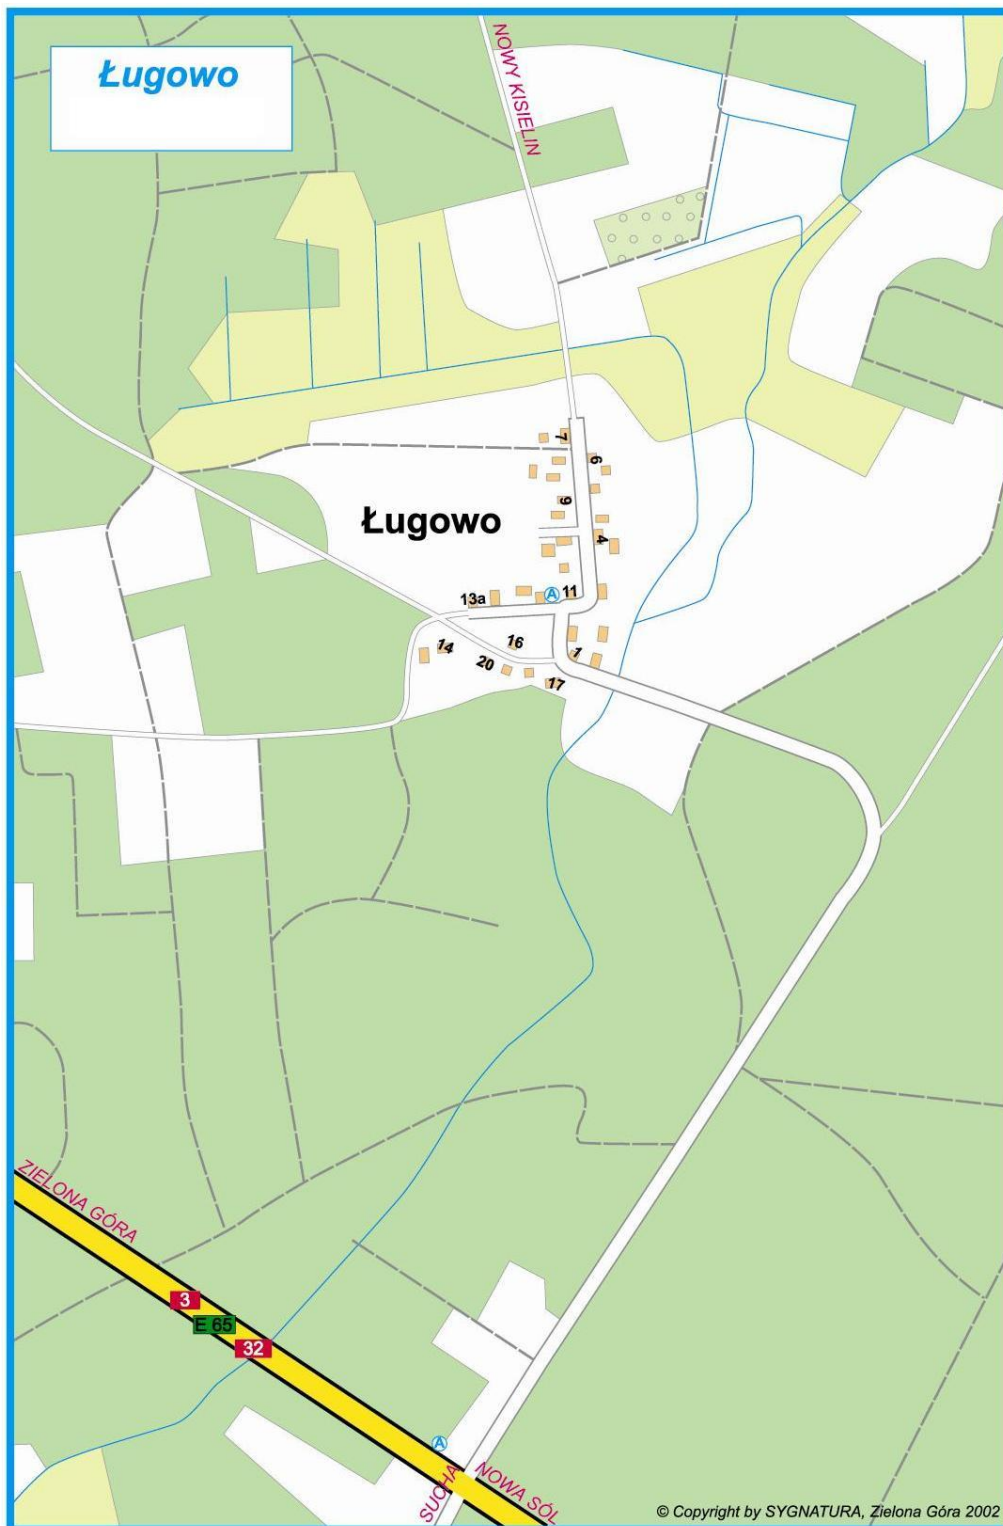 Ługowo
NOWY KISIELIN
7
6
9
4
Ługowo
A
11
13a
14
16
1
20
17
ZIELONA GÓRA
3
E 65
32
A
SUCHA
NOWA SÓL
© Copyright by SYGNATURA, Zielona Góra 2002